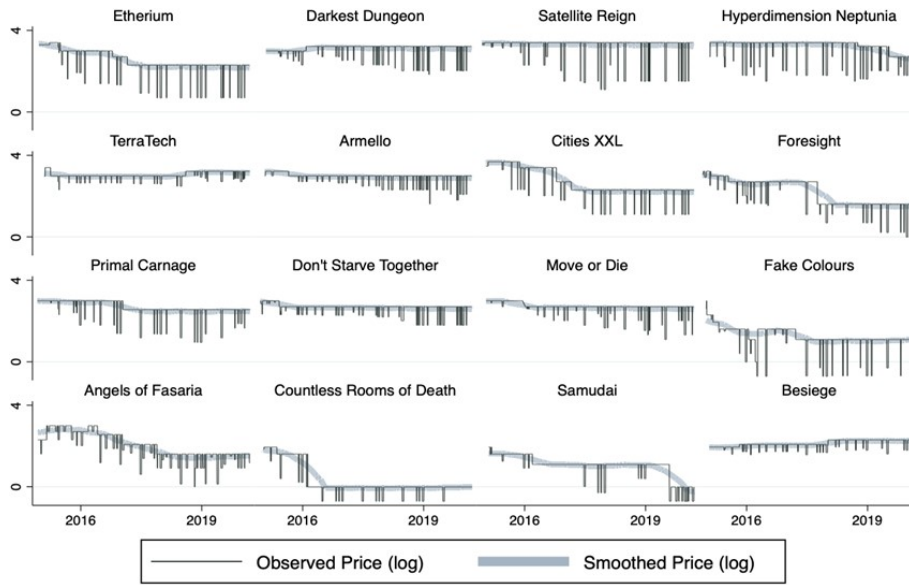 Etherium Darkest Dungeon Satellite Reign Hyperdimension Neptunia
4
0
TerraTech Armello Cities XXL Foresight
4
0
Primal Carnage Don't Starve Together Move or Die Fake Colours
4
0
Angels of Fasaria Countless Rooms of Death Samudai Besiege
4
0
2016 2019 2016 2019 2016 2019 2016 2019
Observed Price (log) Smoothed Price (log)